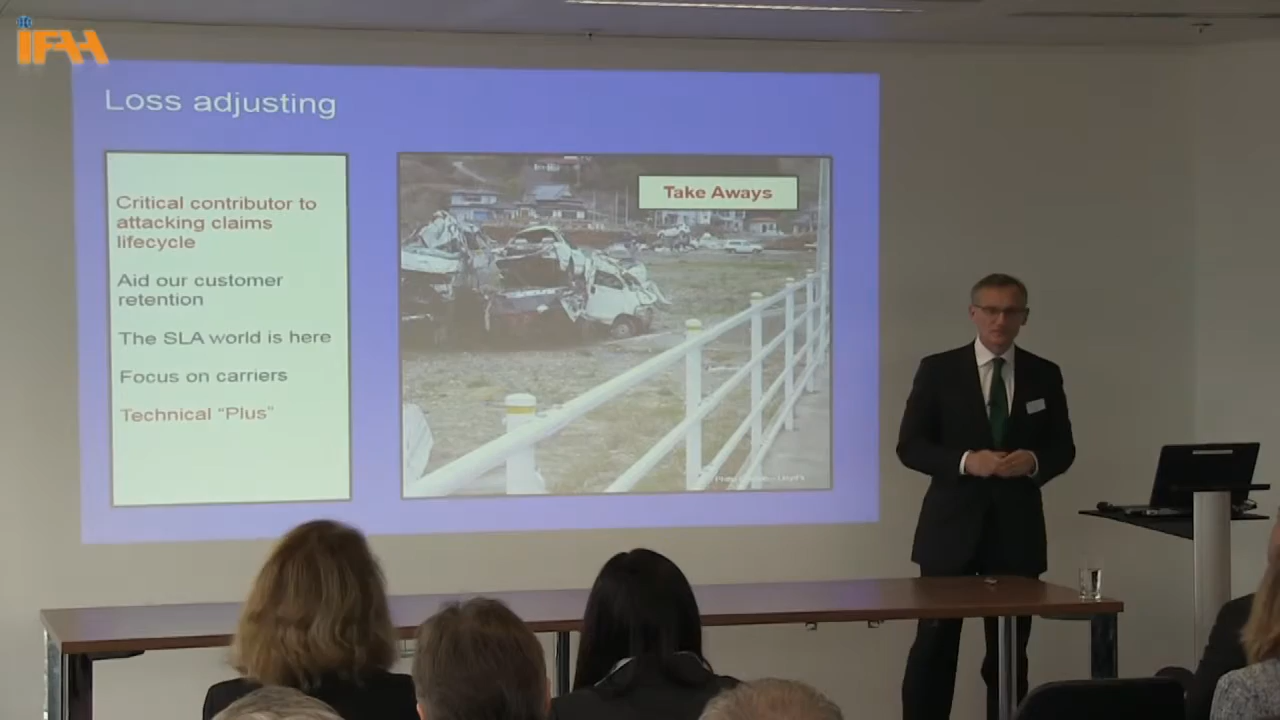 IFAA
Loss adjusting
Critical contributor to
attacking claims
lifecycle
Aid our customer
retention
The SLA world is here
Focus on carriers
Technical “Plus”
Take Aways